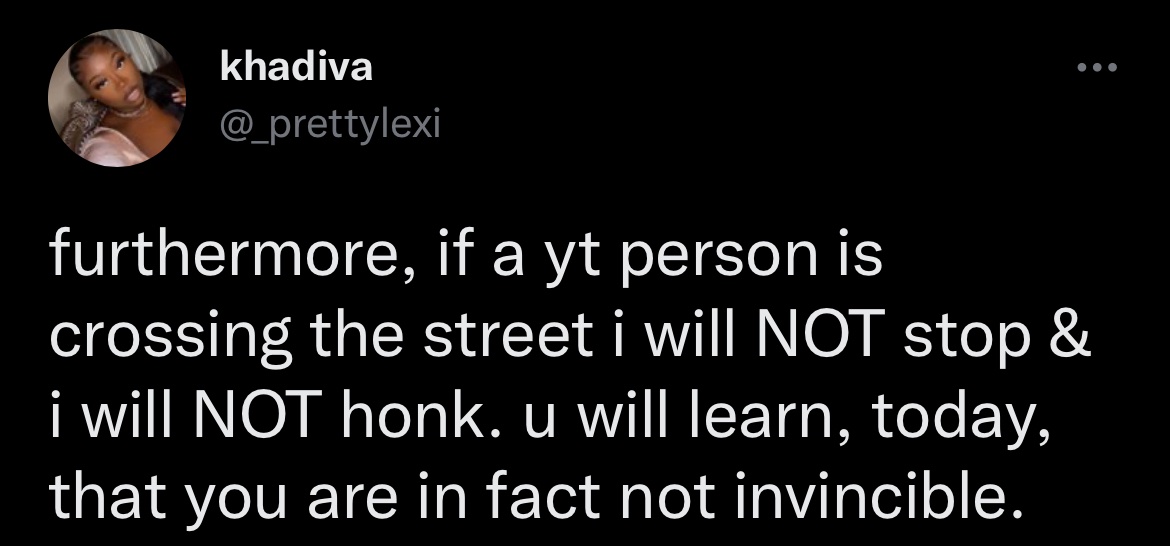 khadiva
@_prettylexi
furthermore, if a yt person is
crossing the street i will NOT stop &
i will NOT honk. u will learn, today,
that you are in fact not invincible.